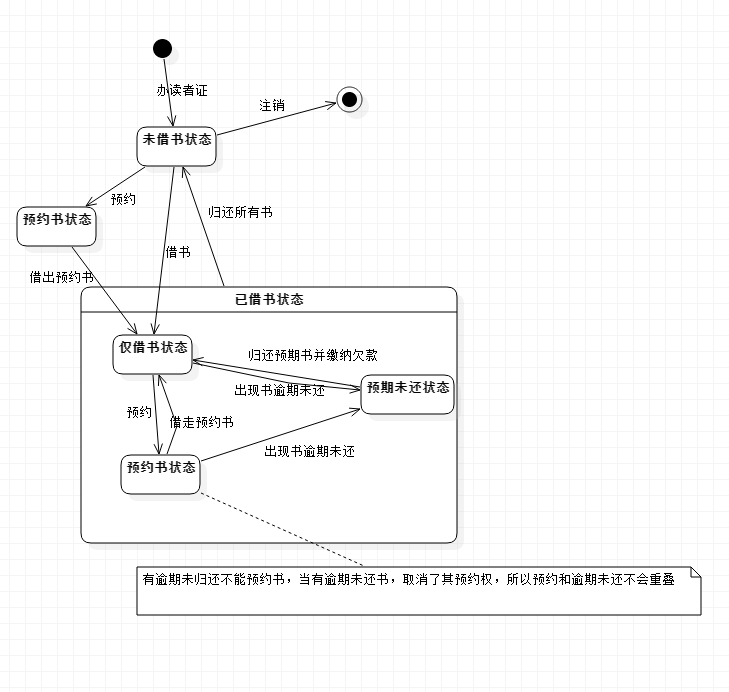 办读者证
注销
未借书状态
预约
预约书状态
归还所有书
借书
借出预约书
已借书状态
仅借书状态
归还预期书并缴纳欠款
出现书逾期未还
预期未还状态
预约
借走预约书
出现书逾期未还
预约书状态
有逾期未归还不能预约书，当有逾期未还书，取消了其预约权，所以预约和逾期未还不会重叠